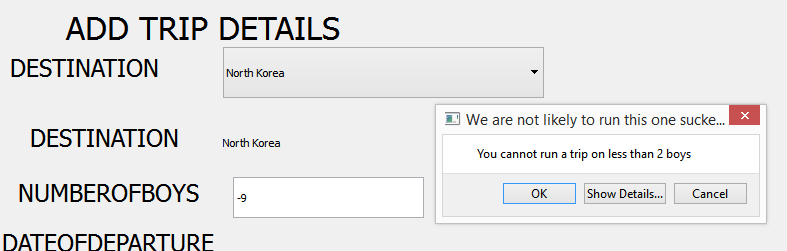 ADD TRIP DETAILS
DESTINATION
North Korea
We are not likely to run this one sucke...
DESTINATION
North Korea
You cannot run a trip on less than 2 boys
NUMBEROFBOYS
-9
OK
Show Details...
Cancel
DATEOFDEPARTURE